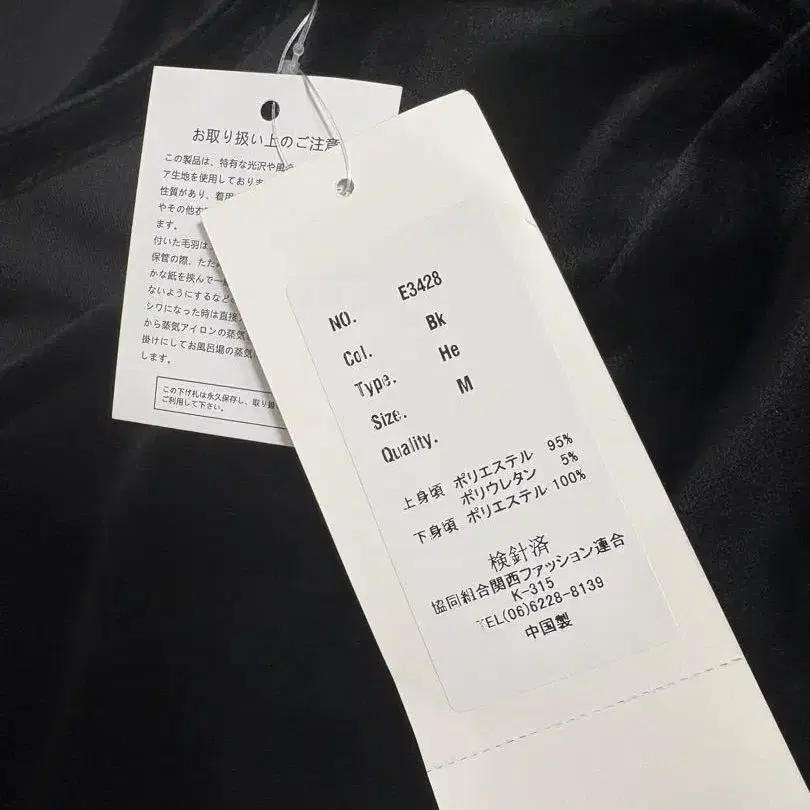 お取り扱い上のご注意
この製品は、特有な光沢や風合
ア生地を使用しておりま
性質があり、着用
やその他衣
ます。
付いた毛羽は
保管の際、たた
かな紙を挟んで一
ないようにするなど
シワになった時は直接
から蒸気アイロンの蒸気
掛けにしてお風呂場の蒸気
します。
この下げ札は永久保存し、取り扱
ご利用して下さい。
NO. E3428
Col. Bk
Type. He
Size. M
Quality.
上身頃 ポリエステル 95%
ポリウレタン 5%
下身頃 ポリエステル 100%
検針済
協同組合関西ファッション連合
K-315
TEL(06)6228-8139
中国製